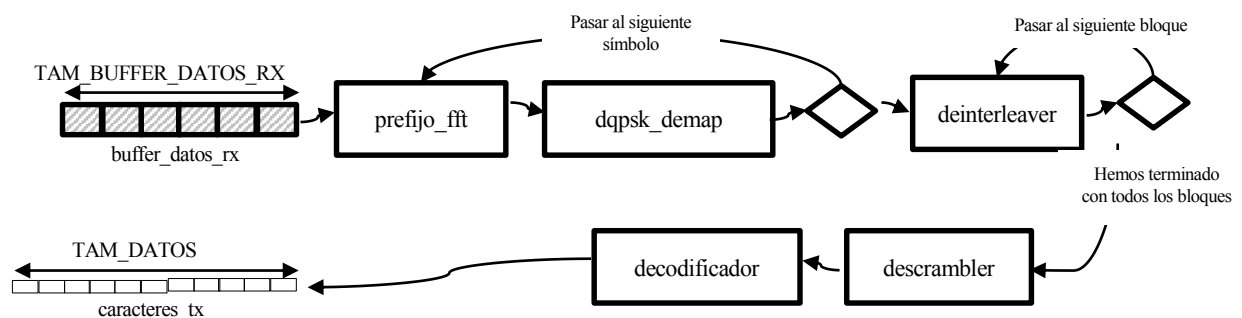 Pasar al siguiente
símbolo
Pasar al siguiente bloque
TAM_BUFFER_DATOS_RX
prefijo_fft
dqpsk_demap
deinterleaver
buffer_datos_rx
Hemos terminado
con todos los bloques
TAM_DATOS
decodificador
descrambler
caracteres_tx